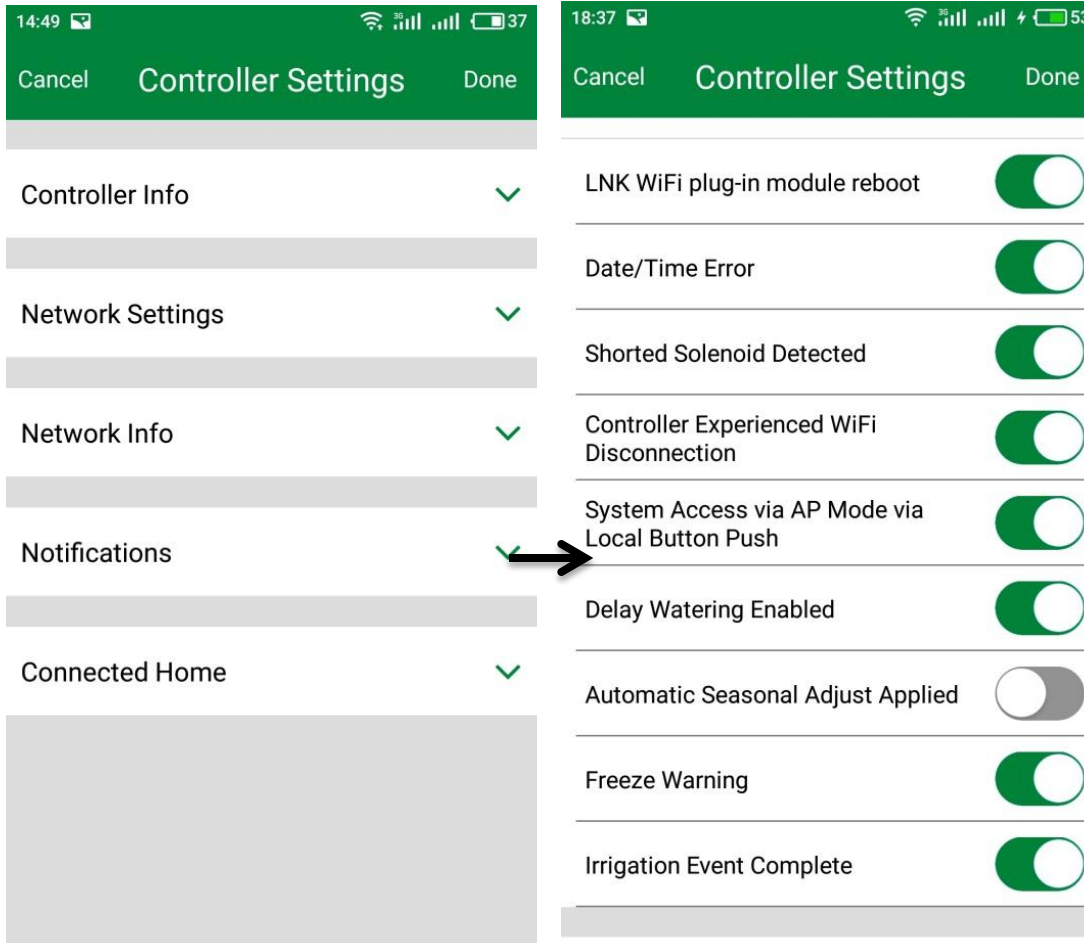 14:49
3G
37
Cancel Controller Settings Done
Controller Info
Network Settings
Network Info
Notifications
Connected Home
18:37
3G
53
Cancel Controller Settings Done
LNK WiFi plug-in module reboot
Date/Time Error
Shorted Solenoid Detected
Controller Experienced WiFi
Disconnection
System Access via AP Mode via
Local Button Push
Delay Watering Enabled
Automatic Seasonal Adjust Applied
Freeze Warning
Irrigation Event Complete